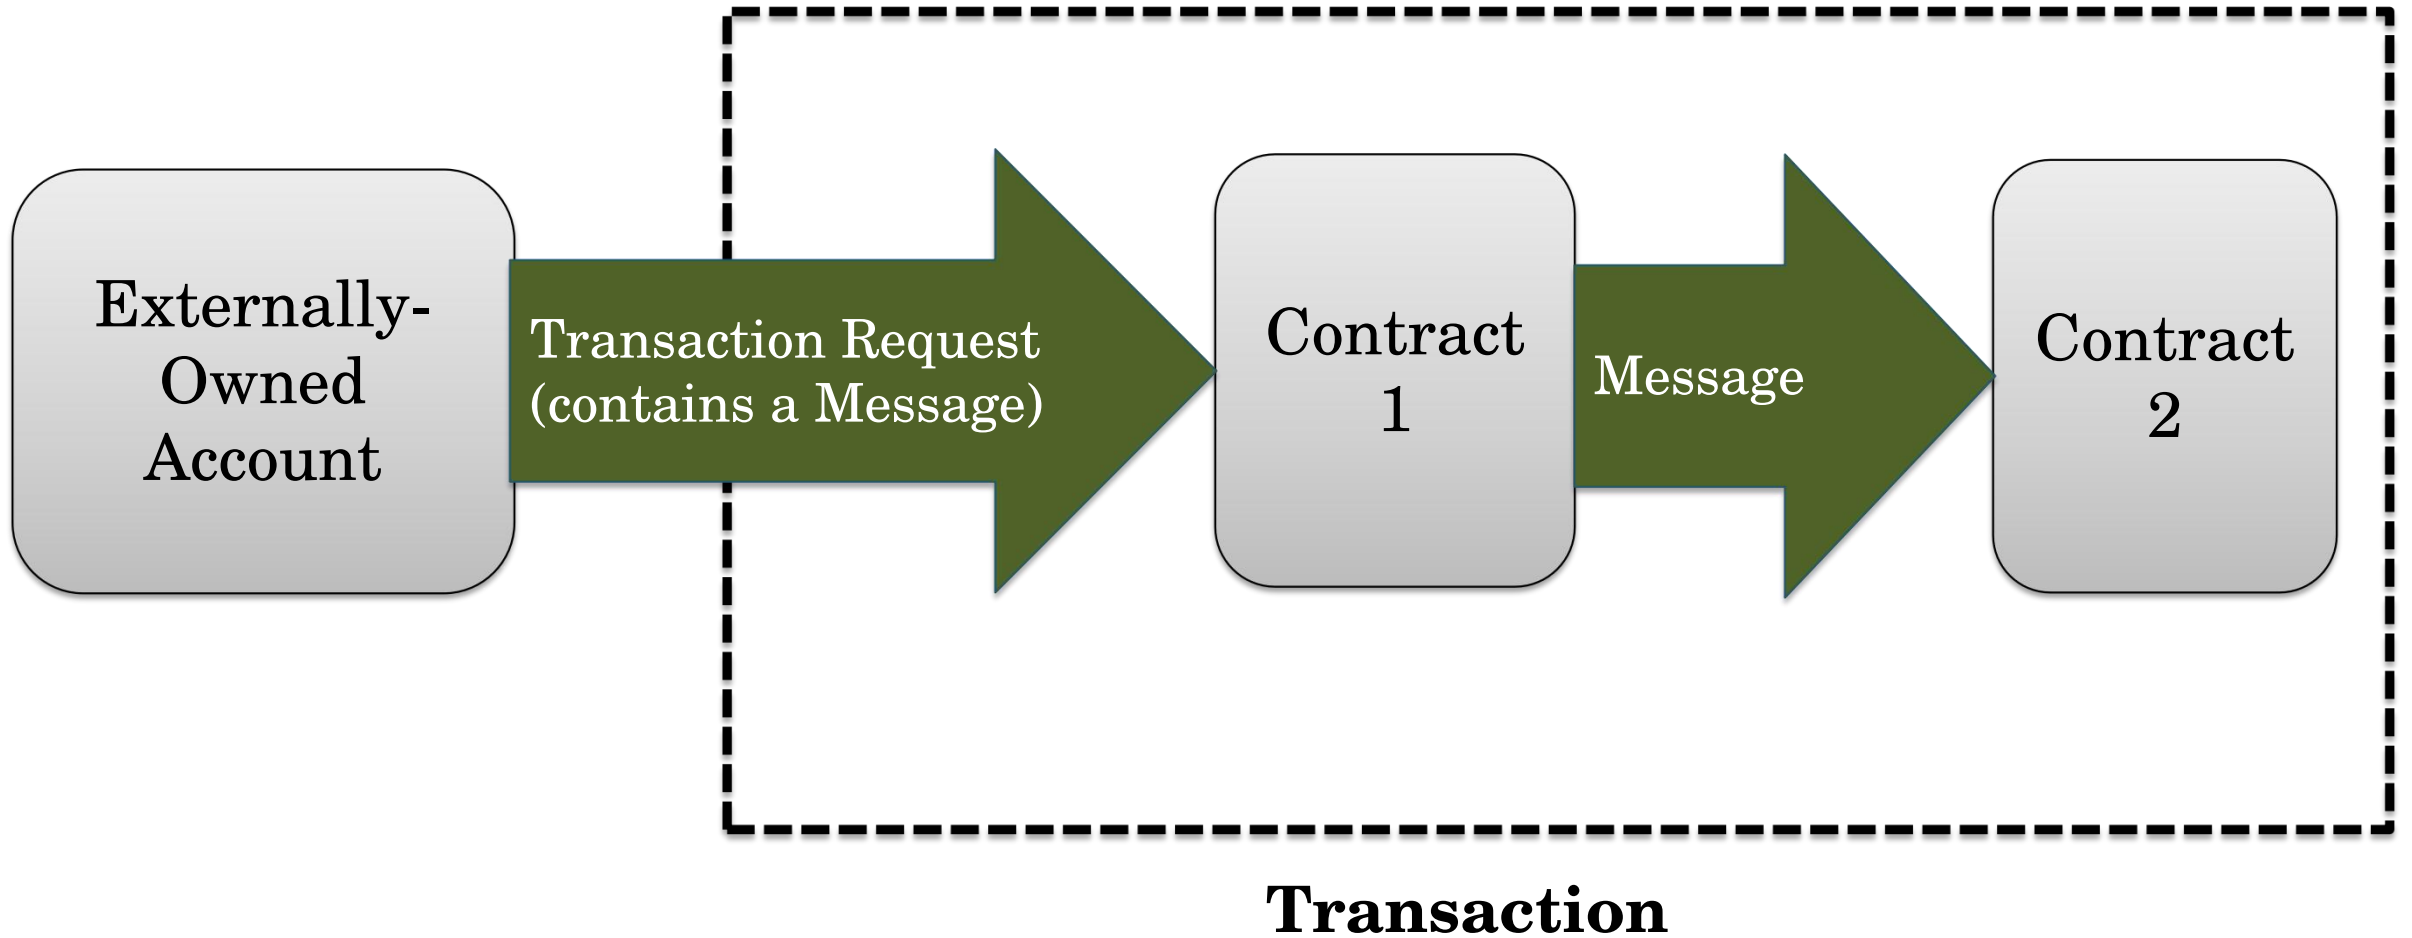 Externally-
Owned
Account
Transaction Request
(contains a Message)
Contract
1
Message
Contract
2
Transaction